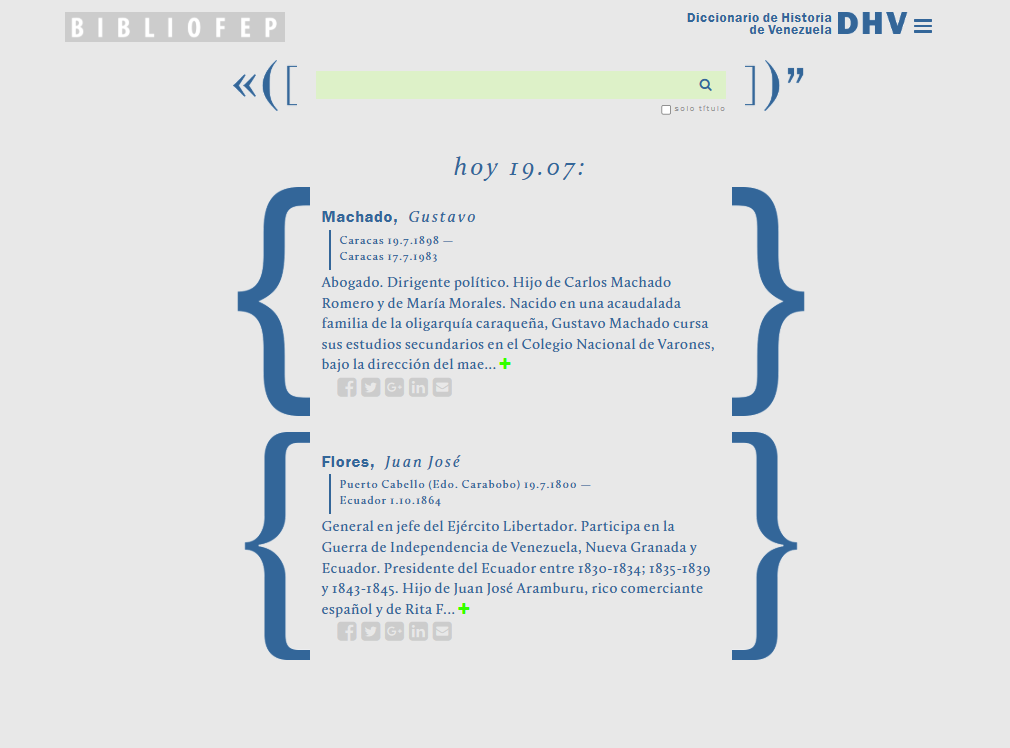 BIBLIOFEP
Diccionario de Historia
de Venezuela
DHV
«([
])”
solo título
hoy 19.07:
Machado, Gustavo
Caracas 19.7.1898 —
Caracas 17.7.1983
Abogado. Dirigente político. Hijo de Carlos Machado
Romero y de María Morales. Nacido en una acaudalada
familia de la oligarquía caraqueña, Gustavo Machado cursa
sus estudios secundarios en el Colegio Nacional de Varones,
bajo la dirección del mae...
Flores, Juan José
Puerto Cabello (Edo. Carabobo) 19.7.1800 —
Ecuador 1.10.1864
General en jefe del Ejército Libertador. Participa en la
Guerra de Independencia de Venezuela, Nueva Granada y
Ecuador. Presidente del Ecuador entre 1830-1834; 1835-1839
y 1843-1845. Hijo de Juan José Aramburu, rico comerciante
español y de Rita F...